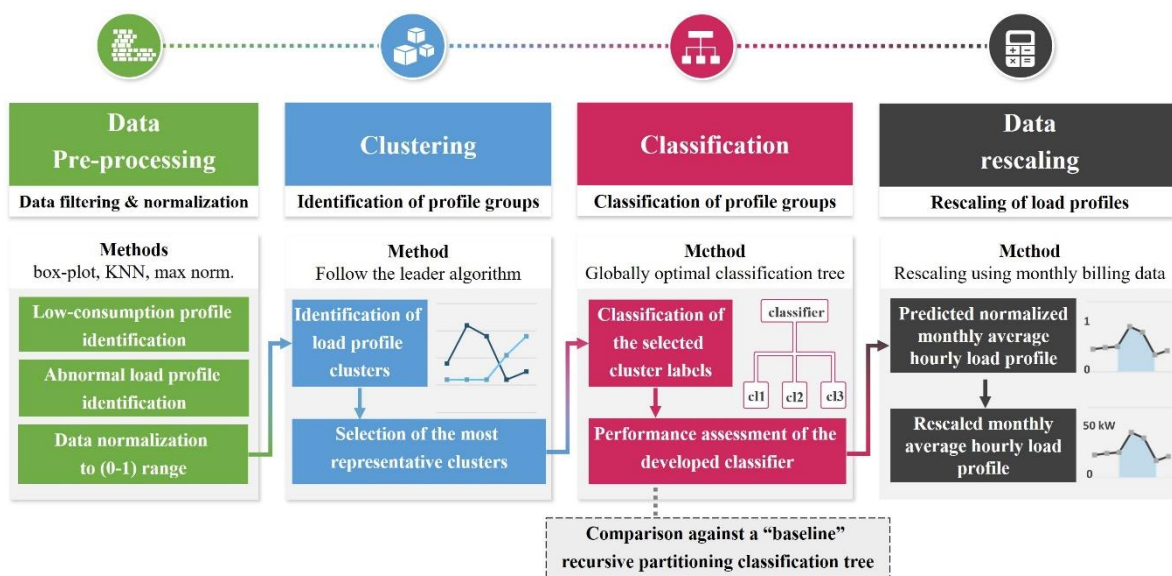 Data
Pre-processing
Data filtering & normalization
Methods
box-plot, KNN, max norm.
Low-consumption profile
identification
Abnormal load profile
identification
Data normalization
to (0-1) range
Clustering
Identification of profile groups
Method
Follow the leader algorithm
Identification of
load profile
clusters
Selection of the most
representative clusters
Classification
Classification of profile groups
Method
Globally optimal classification tree
Classification of
the selected
cluster labels
classifier
cl1
cl2
cl3
Performance assessment of the
developed classifier
Comparison against a “baseline”
recursive partitioning classification tree
Data
rescaling
Rescaling of load profiles
Method
Rescaling using monthly billing data
Predicted normalized
monthly average
hourly load profile
1
0
Rescaled monthly
average hourly load
profile
50 kW
0